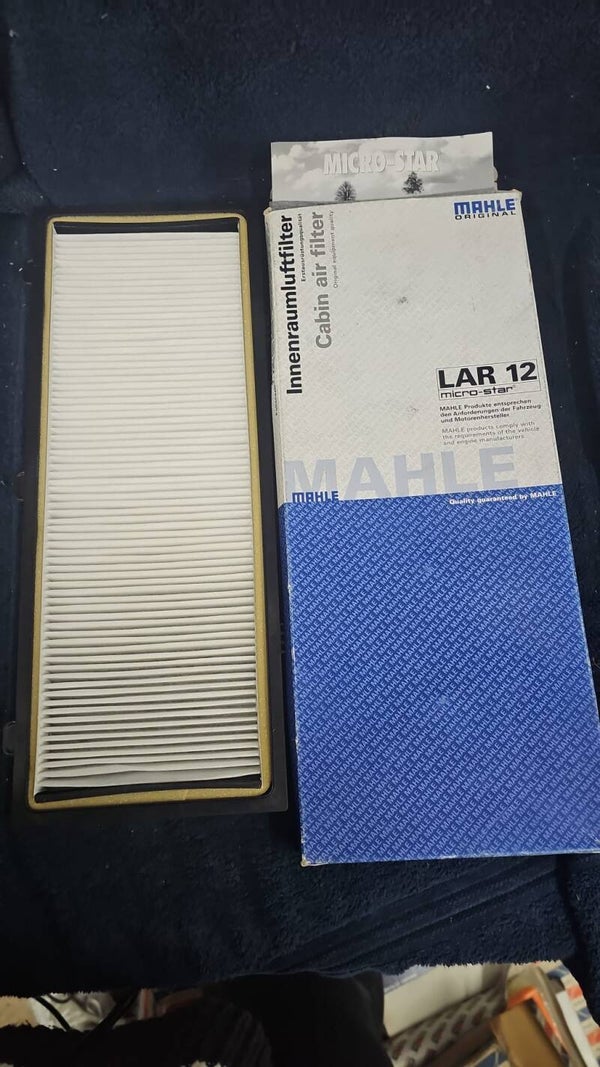 MICRO-STAR
MAHLE
ORIGINAL
Innenraumluftfilter
Erstausrüstungsqualität
Cabin air filter
Original equipment quality
LAR 12
micro-star
MAHLE Produkte entsprechen
den Anforderungen der Fahrzeug
und Motorenhersteller
MAHLE products comply with
the requirements of the vehicle
and engine manufacturers
MAHLE
MAHLE
Quality guaranteed by MAHLE